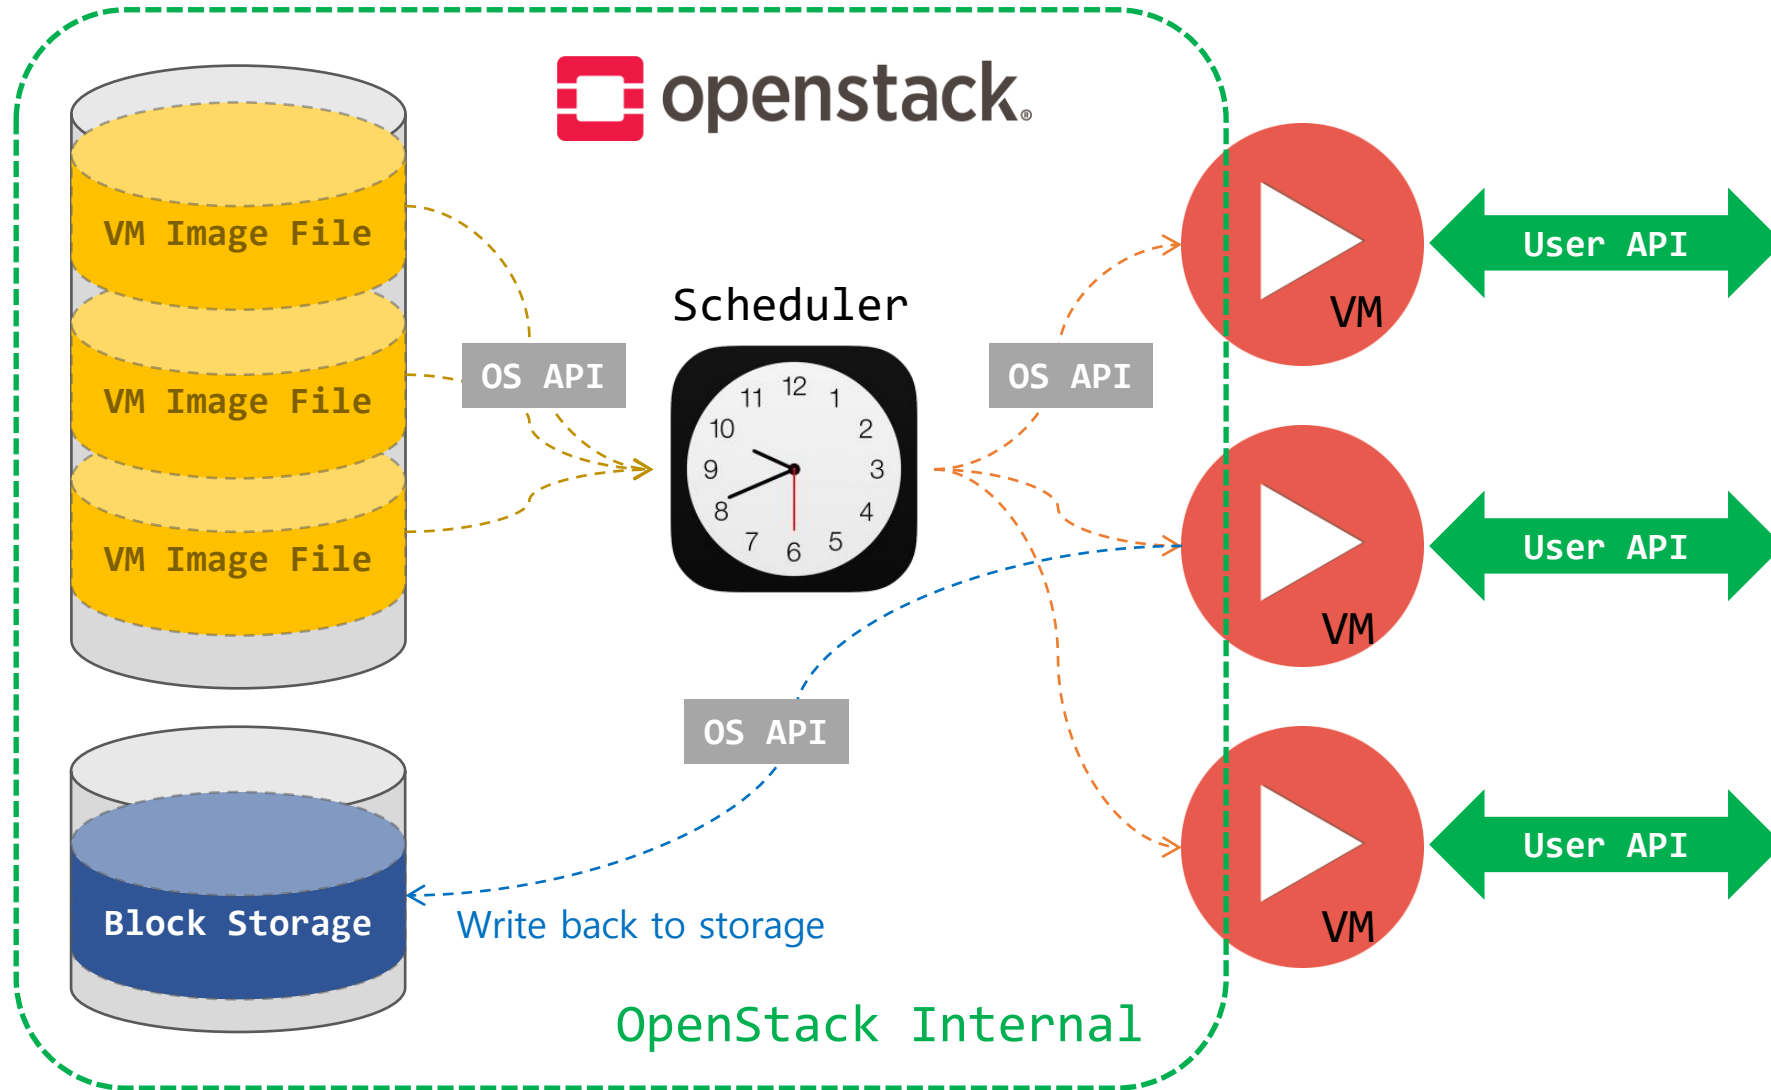 openstack®
VM Image File
VM Image File
VM Image File
OS API
Scheduler
12
11
1
10
2
9
3
8
4
7
5
6
OS API
VM
User API
VM
User API
VM
User API
OS API
Block Storage
Write back to storage
OpenStack Internal